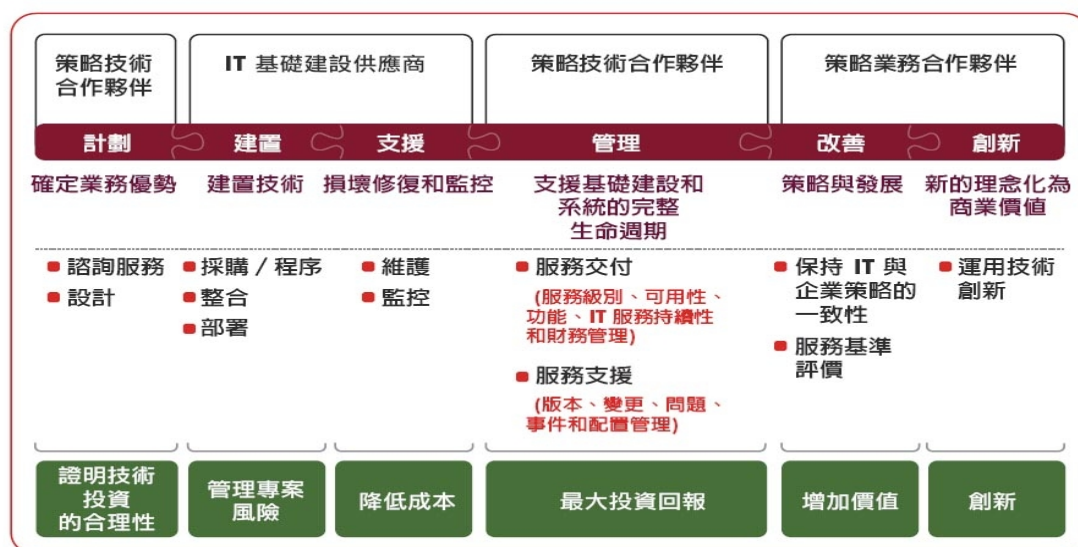 策略技術
合作夥伴
IT 基礎建設供應商
策略技術合作夥伴
策略業務合作夥伴
計劃
建置
支援
管理
改善
創新
確定業務優勢
建置技術
損壞修復和監控
支援基礎建設和
系統的完整
生命週期
策略與發展
新的理念化為
商業價值
諮詢服務
設計
採購 / 程序
整合
部署
維護
監控
服務交付
(服務級別、可用性、
功能、IT 服務持續性
和財務管理)
服務支援
(版本、變更、問題、
事件和配置管理)
保持 IT 與
企業策略的
一致性
服務基準
評價
運用技術
創新
證明技術
投資
的合理性
管理專案
風險
降低成本
最大投資回報
增加價值
創新